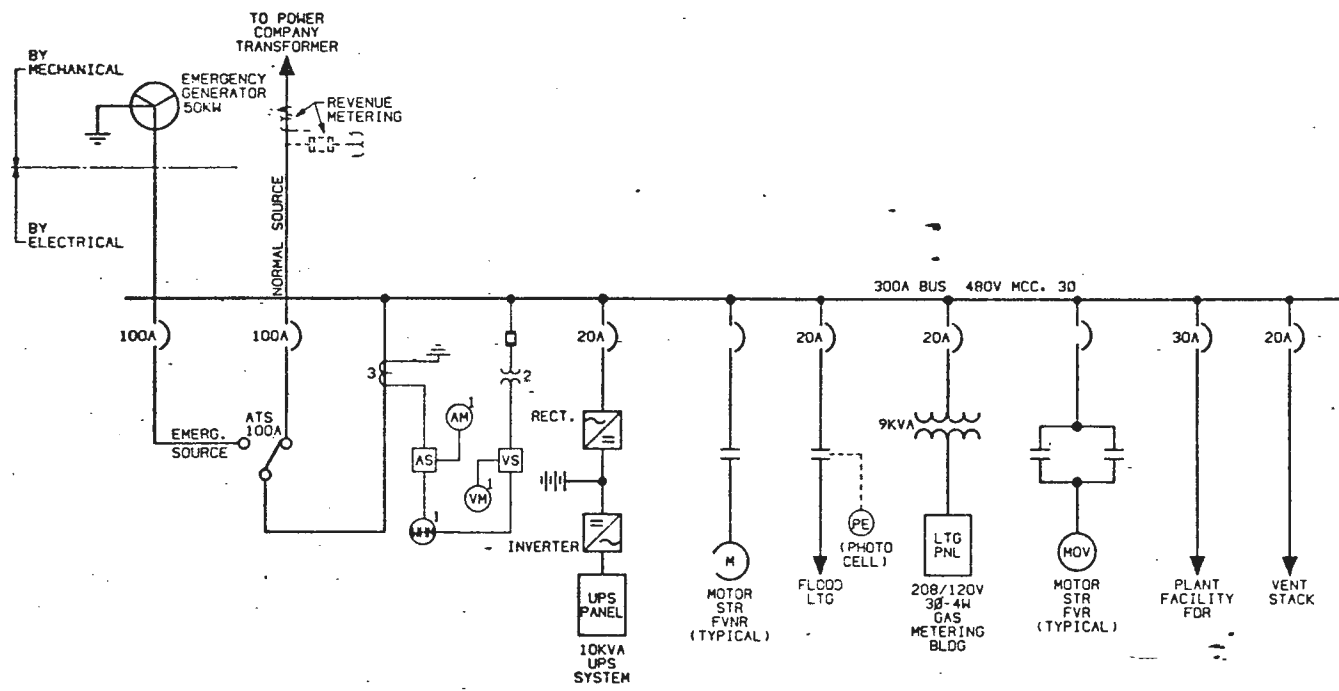 TO POWER
COMPANY
TRANSFORMER
BY
MECHANICAL
EMERGENCY
GENERATOR
50KW
REVENUE
METERING
BY
ELECTRICAL
NORMAL SOURCE
300A BUS 480V MCC. 30
100A
100A
20A
20A
20A
30A
20A
3
2
ATS
100A
EMERG.
SOURCE
AM
1
AS
VS
VM
1
WHM
1
RECT.
INVERTER
UPS
PANEL
10KVA
UPS
SYSTEM
M
MOTOR
STR
FVNR
(TYPICAL)
PE
(PHOTO
CELL)
FLOOD
LTG
9KVA
LTG
PNL
208/120V
3Ø-4W
GAS
METERING
BLDG
MOV
MOTOR
STR
FVR
(TYPICAL)
PLANT
FACILITY
FDR
VENT
STACK